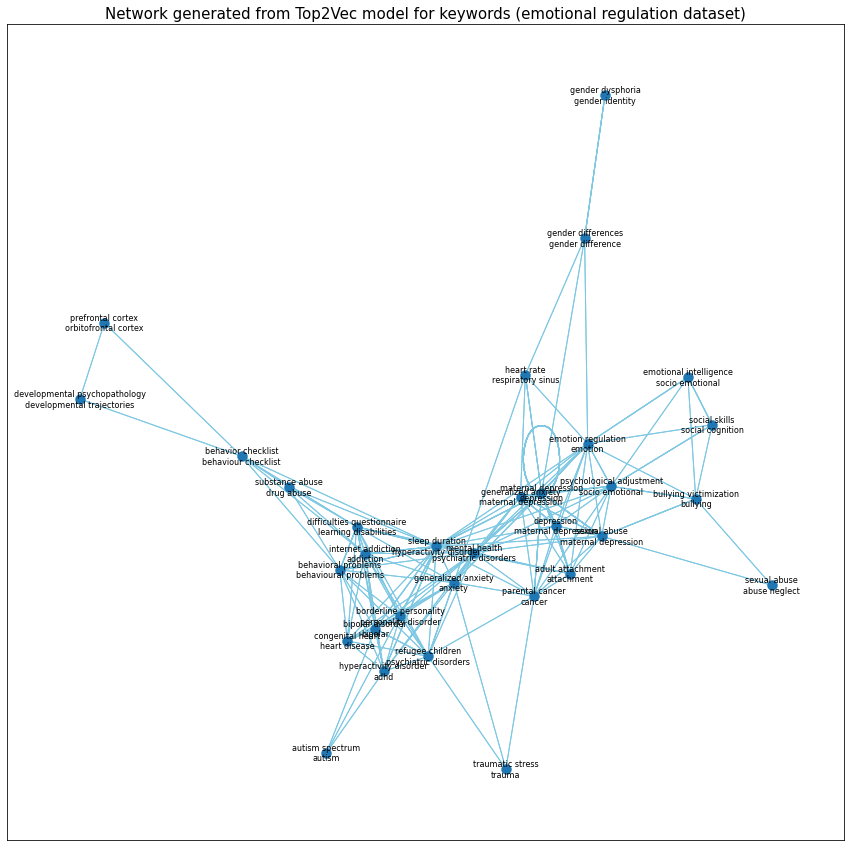 Network generated from Top2Vec model for keywords (emotional regulation dataset)
gender dysphoria
gender identity
gender differences
gender difference
prefrontal cortex
orbitofrontal cortex
heart rate
respiratory sinus
emotional intelligence
socio emotional
developmental psychopathology
developmental trajectories
social skills
social cognition
emotion regulation
emotion
behavior checklist
behaviour checklist
substance abuse
drug abuse
psychological adjustment
socio emotional
maternal depression
depression
generalized anxiety
maternal depression
bullying victimization
bullying
difficulties questionnaire
learning disabilities
depression
maternal depression
sexual abuse
maternal depression
sleep duration
hyperactivity disorder
mental health
psychiatric disorders
internet addiction
addiction
behavioral problems
behavioural problems
adult attachment
attachment
generalized anxiety
anxiety
sexual abuse
abuse neglect
parental cancer
cancer
borderline personality
personality disorder
bipolar disorder
bipolar
congenital heart
heart disease
refugee children
psychiatric disorders
hyperactivity disorder
adhd
autism spectrum
autism
traumatic stress
trauma